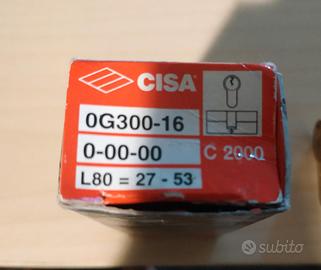 CISA®
0G300-16
0-00-00
C 2000
L80 = 27 - 53
subito